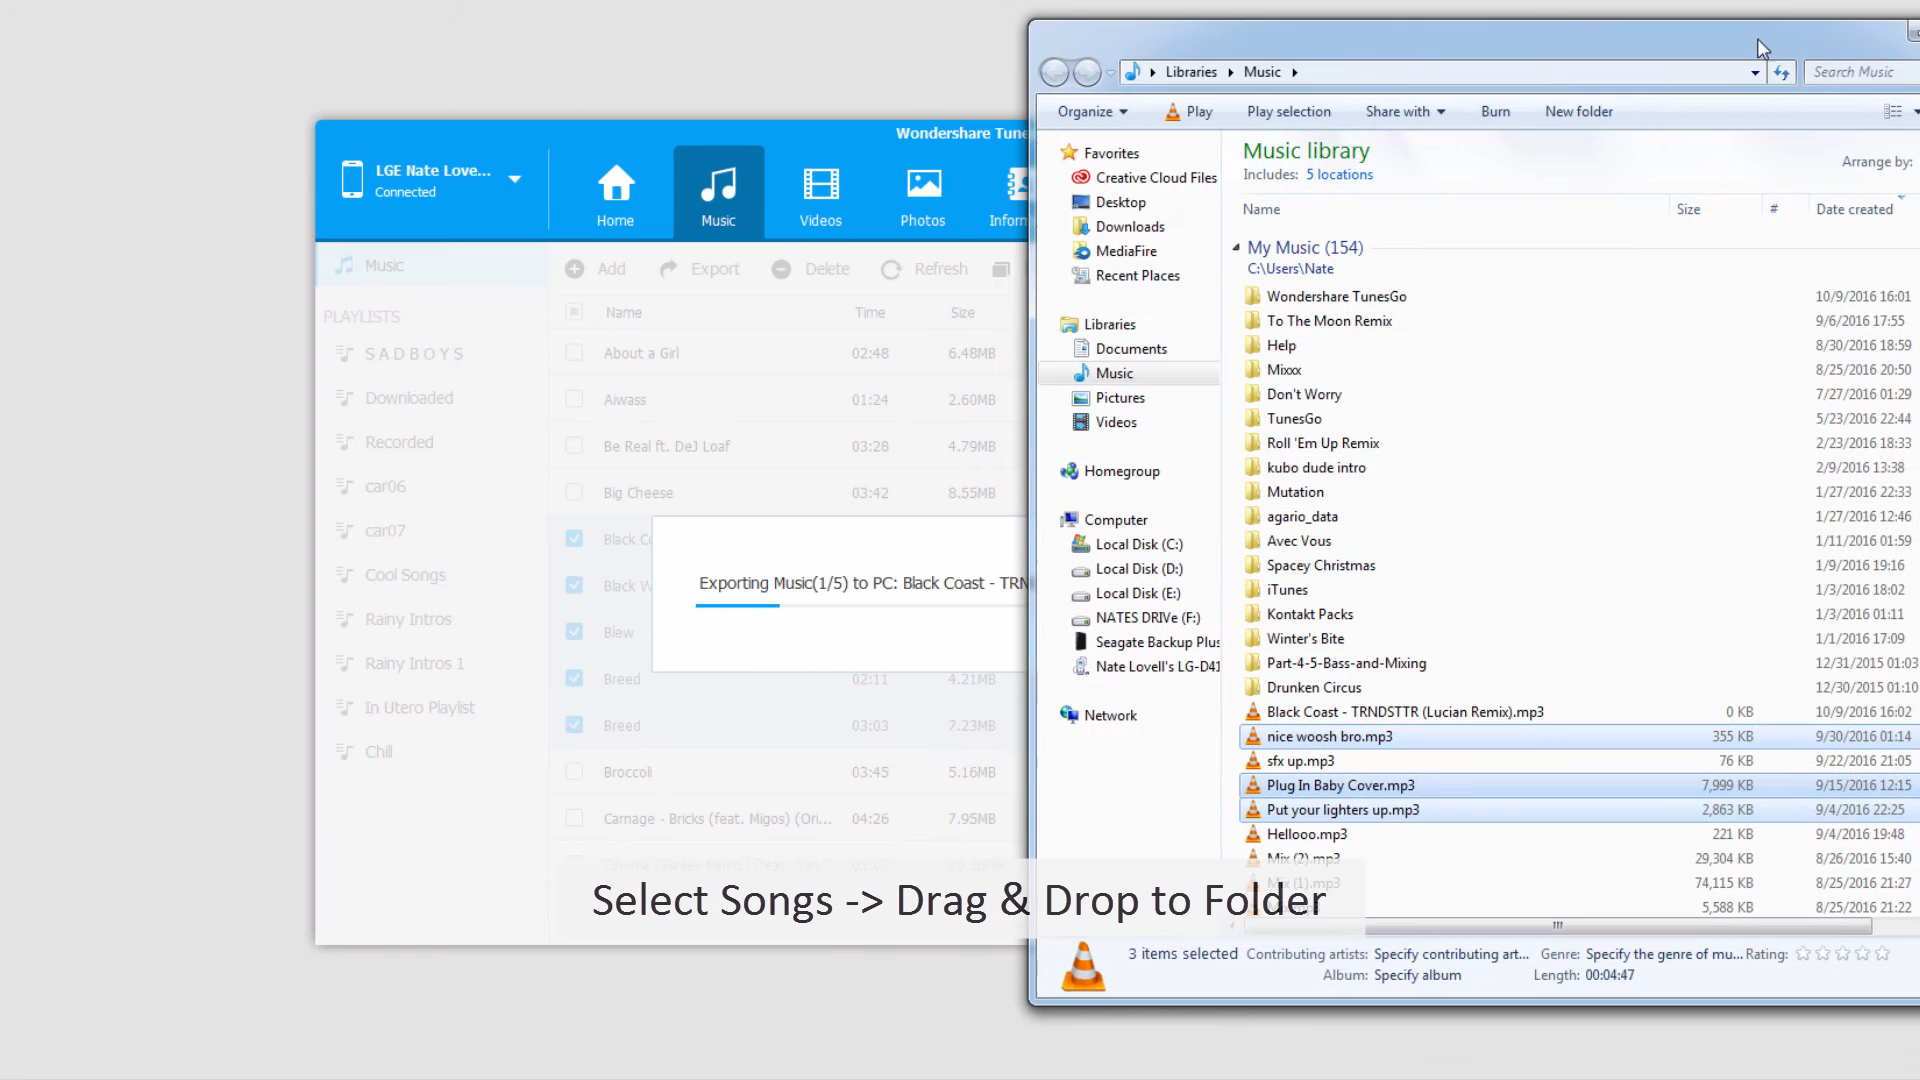 Wondershare Tune
LGE Nate Love...
Connected
Home
Music
Videos
Photos
Inforn
Music
PLAYLISTS
S A D B O Y S
Downloaded
Recorded
car06
car07
Cool Songs
Rainy Intros
Rainy Intros 1
In Utero Playlist
Chill
Add
Export
Delete
Refresh
Name Time Size
About a Girl 02:48 6.48MB
Aiwass 01:24 2.60MB
Be Real ft. DeJ Loaf 03:28 4.79MB
Big Cheese 03:42 8.55MB
Black Co
Black W
Blew
Breed 02:11 4.21MB
Breed 03:03 7.23MB
Broccoli 03:45 5.16MB
Carnage - Bricks (feat. Migos) (Ori... 04:26 7.95MB
Exporting Music(1/5) to PC: Black Coast - TRN
Select Songs -> Drag & Drop to Folder
Libraries Music
Search Music
Organize Play Play selection Share with Burn New folder
Favorites
Creative Cloud Files
Desktop
Downloads
MediaFire
Recent Places
Libraries
Documents
Music
Pictures
Videos
Homegroup
Computer
Local Disk (C:)
Local Disk (D:)
Local Disk (E:)
NATES DRIVe (F:)
Seagate Backup Plus
Nate Lovell's LG-D41
Network
Music library
Includes: 5 locations
Arrange by:
Name Size # Date created
My Music (154)
C:\Users\Nate
Wondershare TunesGo 10/9/2016 16:01
To The Moon Remix 9/6/2016 17:55
Help 8/30/2016 18:59
Mixxx 8/25/2016 20:50
Don't Worry 7/27/2016 01:29
TunesGo 5/23/2016 22:44
Roll 'Em Up Remix 2/23/2016 18:33
kubo dude intro 2/9/2016 13:38
Mutation 1/27/2016 22:33
agario_data 1/27/2016 12:46
Avec Vous 1/11/2016 01:59
Spacey Christmas 1/9/2016 19:16
iTunes 1/3/2016 18:02
Kontakt Packs 1/3/2016 01:11
Winter's Bite 1/1/2016 17:09
Part-4-5-Bass-and-Mixing 12/31/2015 01:03
Drunken Circus 12/30/2015 01:10
Black Coast - TRNDSTTR (Lucian Remix).mp3 0 KB 10/9/2016 16:02
nice woosh bro.mp3 355 KB 9/30/2016 01:14
sfx up.mp3 76 KB 9/22/2016 21:05
Plug In Baby Cover.mp3 7,999 KB 9/15/2016 12:15
Put your lighters up.mp3 2,863 KB 9/4/2016 22:25
Hellooo.mp3 221 KB 9/4/2016 19:48
Mix (2).mp3 29,304 KB 8/26/2016 15:40
Mix (1).mp3 74,115 KB 8/25/2016 21:27
5,588 KB 8/25/2016 21:22
3 items selected Contributing artists: Specify contributing art... Genre: Specify the genre of mu... Rating:
Album: Specify album Length: 00:04:47